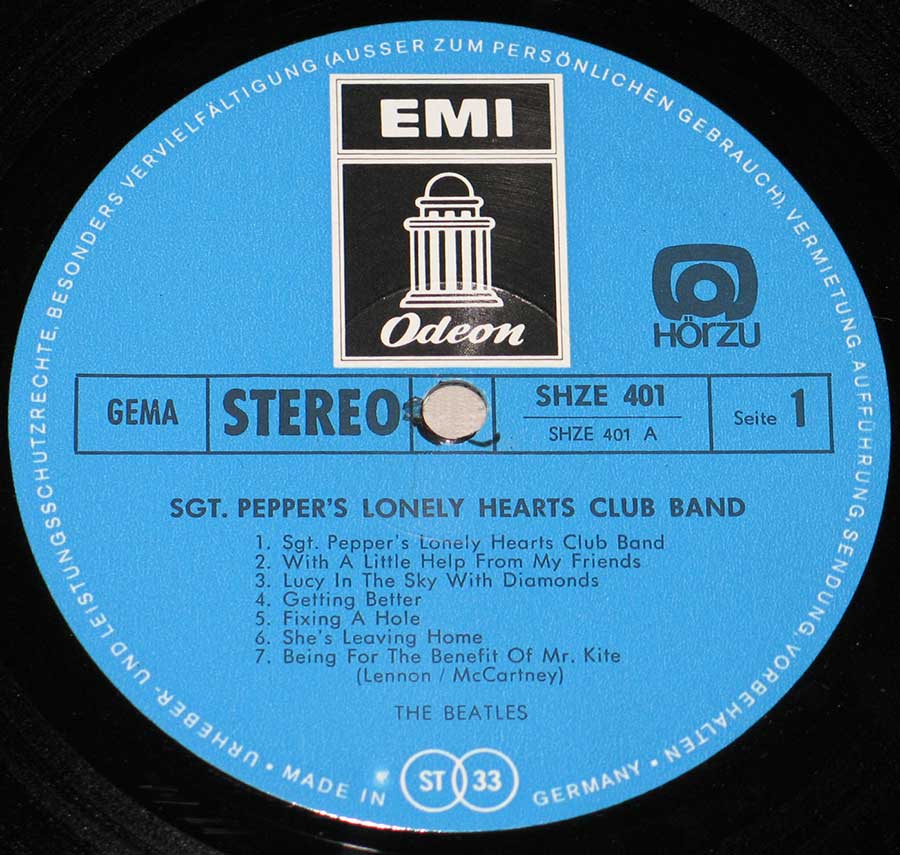 URHEBER- UND LEISTUNGSSCHUTZRECHTE, BESONDERS VERVIELFÄLTIGUNG (AUSSER ZUM PERSÖNLICHEN GEBRAUCH), VERMIETUNG, AUFFÜHRUNG, SENDUNG, VORBEHALTEN •
EMI
Odeon
HÖRZU
GEMA
STEREO
SHZE 401
SHZE 401 A
Seite 1
SGT. PEPPER'S LONELY HEARTS CLUB BAND
1. Sgt. Pepper's Lonely Hearts Club Band
2. With A Little Help From My Friends
3. Lucy In The Sky With Diamonds
4. Getting Better
5. Fixing A Hole
6. She's Leaving Home
7. Being For The Benefit Of Mr. Kite
(Lennon / McCartney)
THE BEATLES
• MADE IN
ST 33
GERMANY